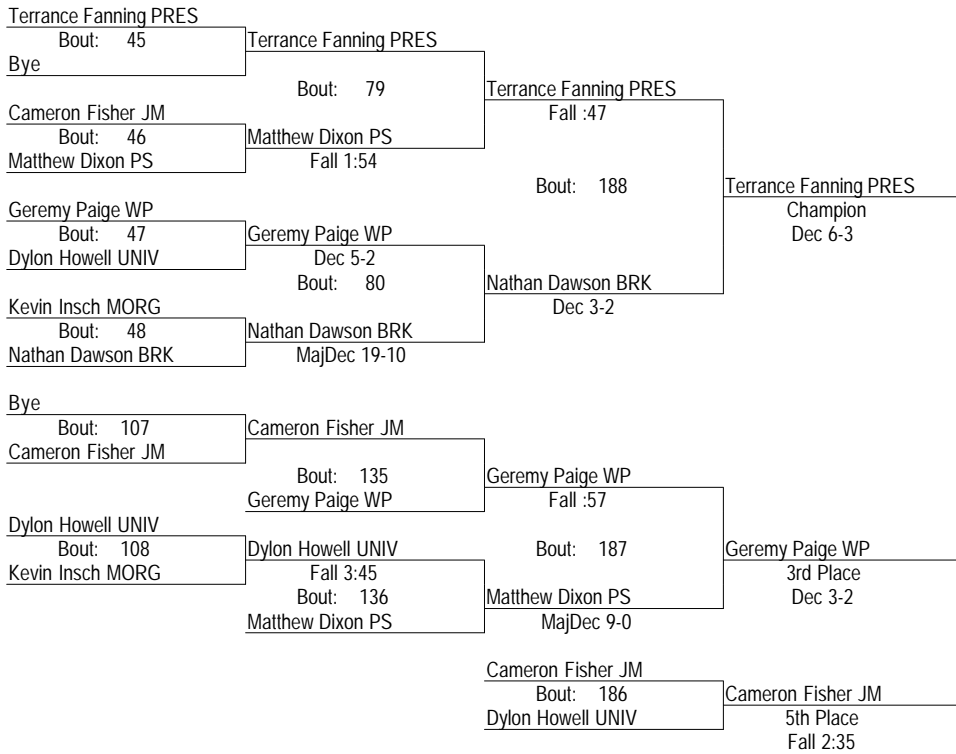 Terrance Fanning PRES
Bout: 45
Bye
Terrance Fanning PRES
Bout: 79
Cameron Fisher JM
Bout: 46
Matthew Dixon PS
Matthew Dixon PS
Fall 1:54
Terrance Fanning PRES
Fall :47
Bout: 188
Geremy Paige WP
Bout: 47
Dylon Howell UNIV
Geremy Paige WP
Dec 5-2
Bout: 80
Kevin Insch MORG
Bout: 48
Nathan Dawson BRK
Nathan Dawson BRK
MajDec 19-10
Nathan Dawson BRK
Dec 3-2
Terrance Fanning PRES
Champion
Dec 6-3
Bye
Bout: 107
Cameron Fisher JM
Cameron Fisher JM
Bout: 135
Geremy Paige WP
Geremy Paige WP
Fall :57
Bout: 187
Dylon Howell UNIV
Bout: 108
Kevin Insch MORG
Dylon Howell UNIV
Fall 3:45
Bout: 136
Matthew Dixon PS
Matthew Dixon PS
MajDec 9-0
Geremy Paige WP
3rd Place
Dec 3-2
Cameron Fisher JM
Bout: 186
Dylon Howell UNIV
Cameron Fisher JM
5th Place
Fall 2:35